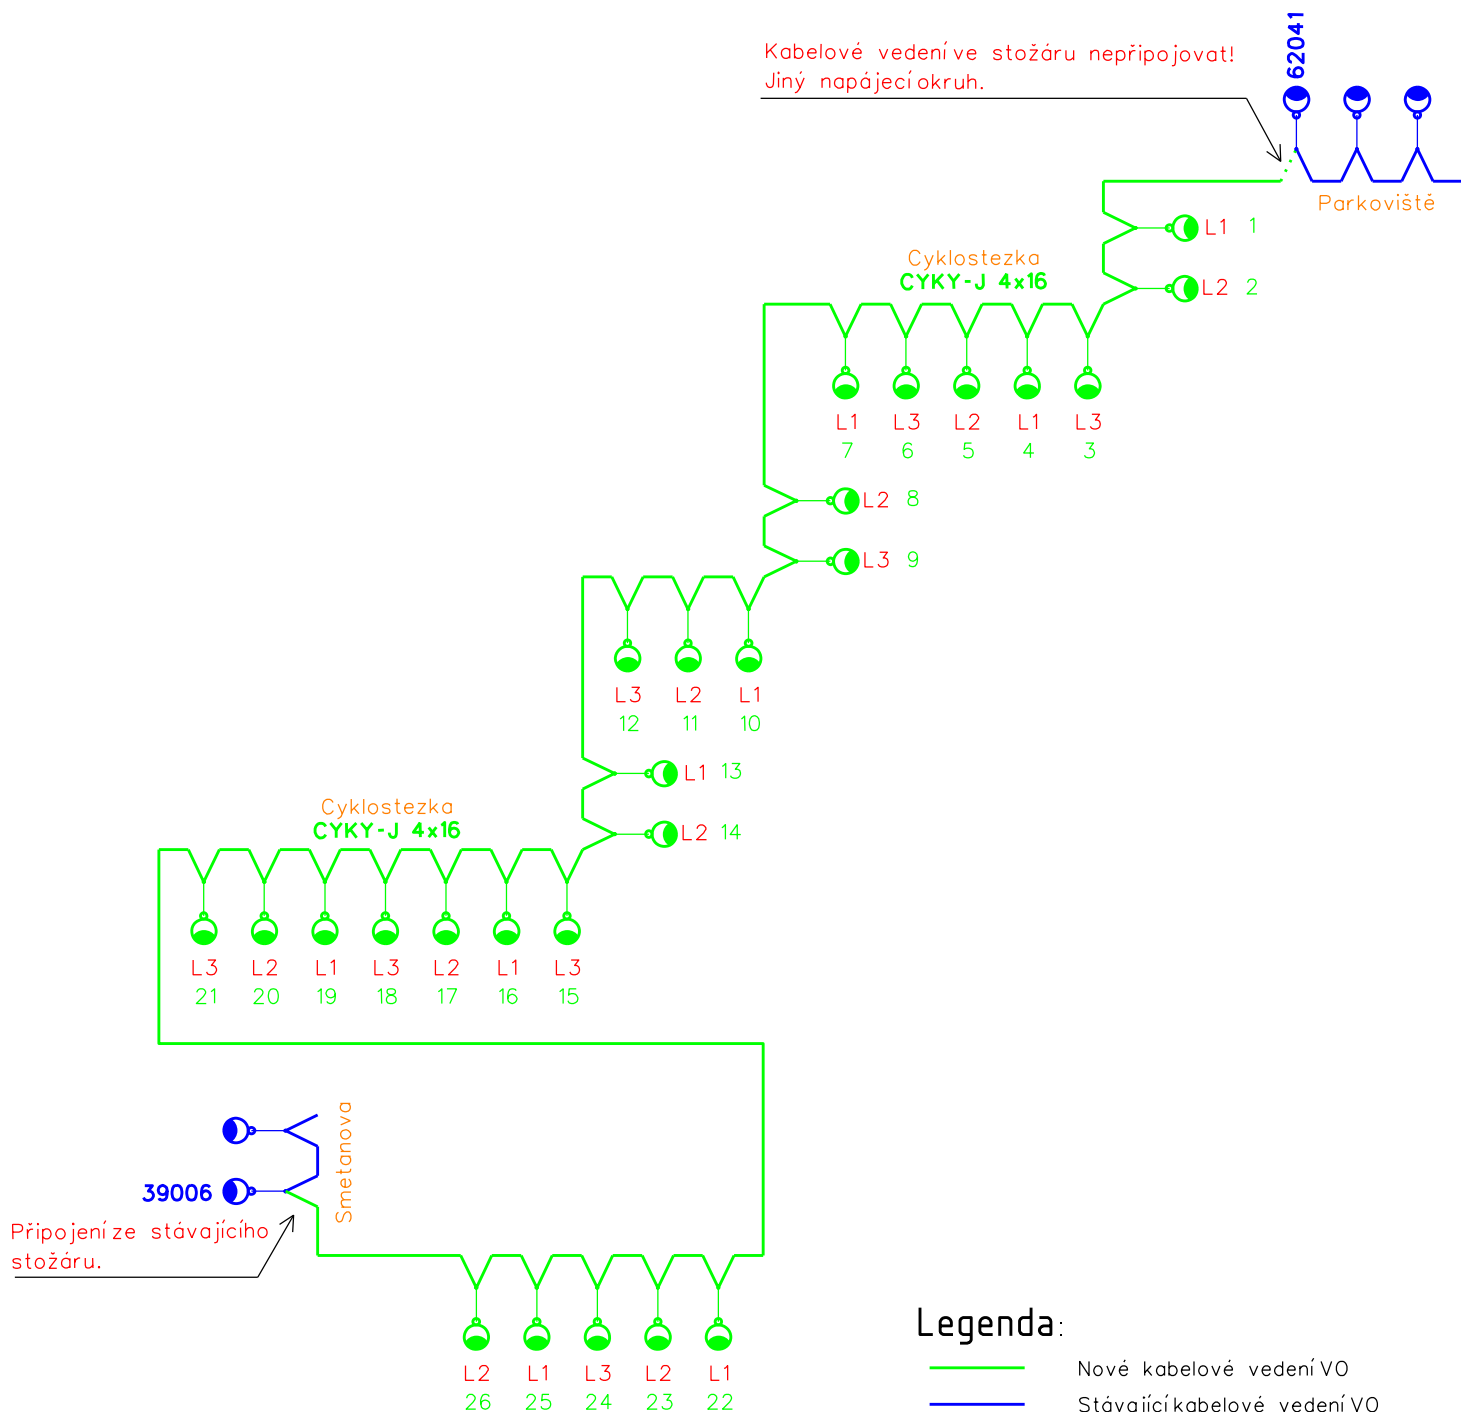 Kabelové vedení ve stožáru nepřipojovat!
Jiný napájecí okruh.
62041
Parkoviště
L1 1
L2 2
Cyklostezka
CYKY-J 4x16
L1 L3 L2 L1 L3
7 6 5 4 3
L2 8
L3 9
L3 L2 L1
12 11 10
L1 13
L2 14
Cyklostezka
CYKY-J 4x16
L3 L2 L1 L3 L2 L1 L3
21 20 19 18 17 16 15
Smetanova
39006
Připojení ze stávajícího
stožáru.
L2 L1 L3 L2 L1
26 25 24 23 22
Legenda:
Nové kabelové vedení VO
Stávající kabelové vedení VO